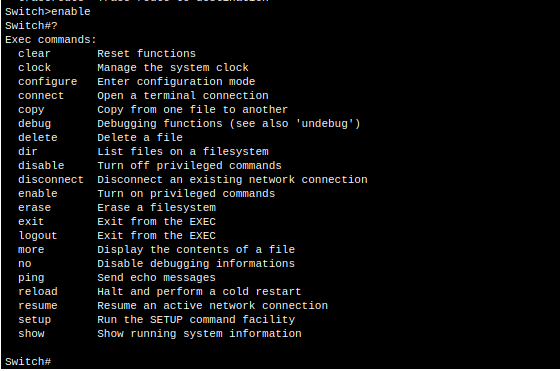 Switch>enable
Switch#?
Exec commands:
  clear       Reset functions
  clock       Manage the system clock
  configure   Enter configuration mode
  connect     Open a terminal connection
  copy        Copy from one file to another
  debug       Debugging functions (see also 'undebug')
  delete      Delete a file
  dir         List files on a filesystem
  disable     Turn off privileged commands
  disconnect  Disconnect an existing network connection
  enable      Turn on privileged commands
  erase       Erase a filesystem
  exit        Exit from the EXEC
  logout      Exit from the EXEC
  more        Display the contents of a file
  no          Disable debugging informations
  ping        Send echo messages
  reload      Halt and perform a cold restart
  resume      Resume an active network connection
  setup       Run the SETUP command facility
  show        Show running system information
Switch#